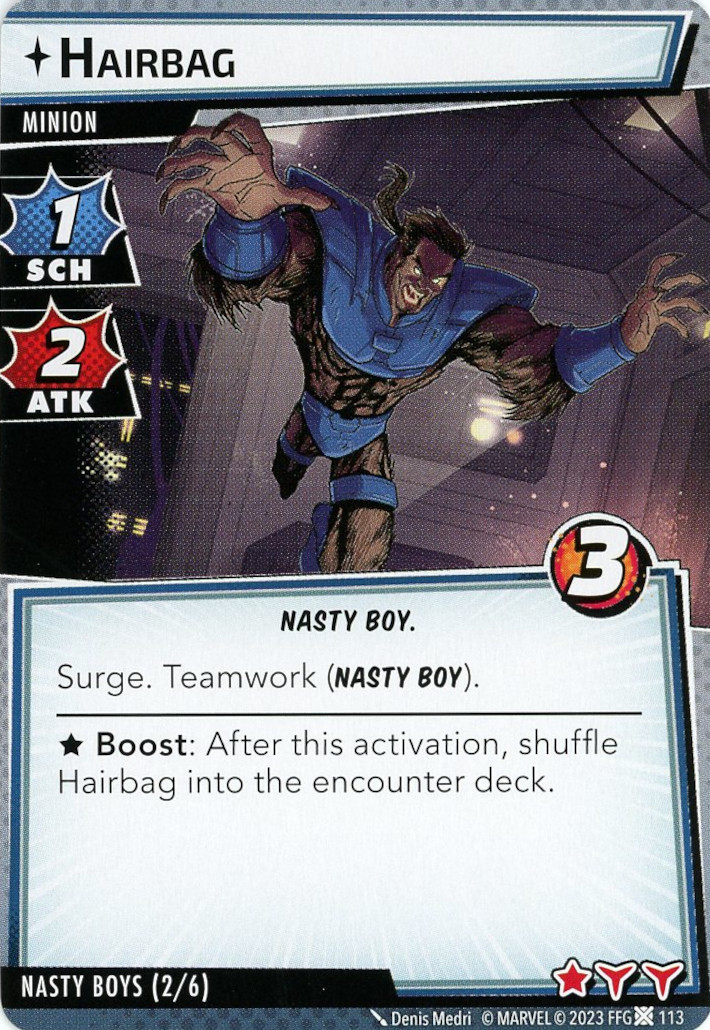 HAIRBAG
MINION
1
SCH
2
ATK
3
NASTY BOY.
Surge. Teamwork (NASTY BOY).
★ Boost: After this activation, shuffle
Hairbag into the encounter deck.
NASTY BOYS (2/6)
Denis Medri © MARVEL © 2023 FFG 113